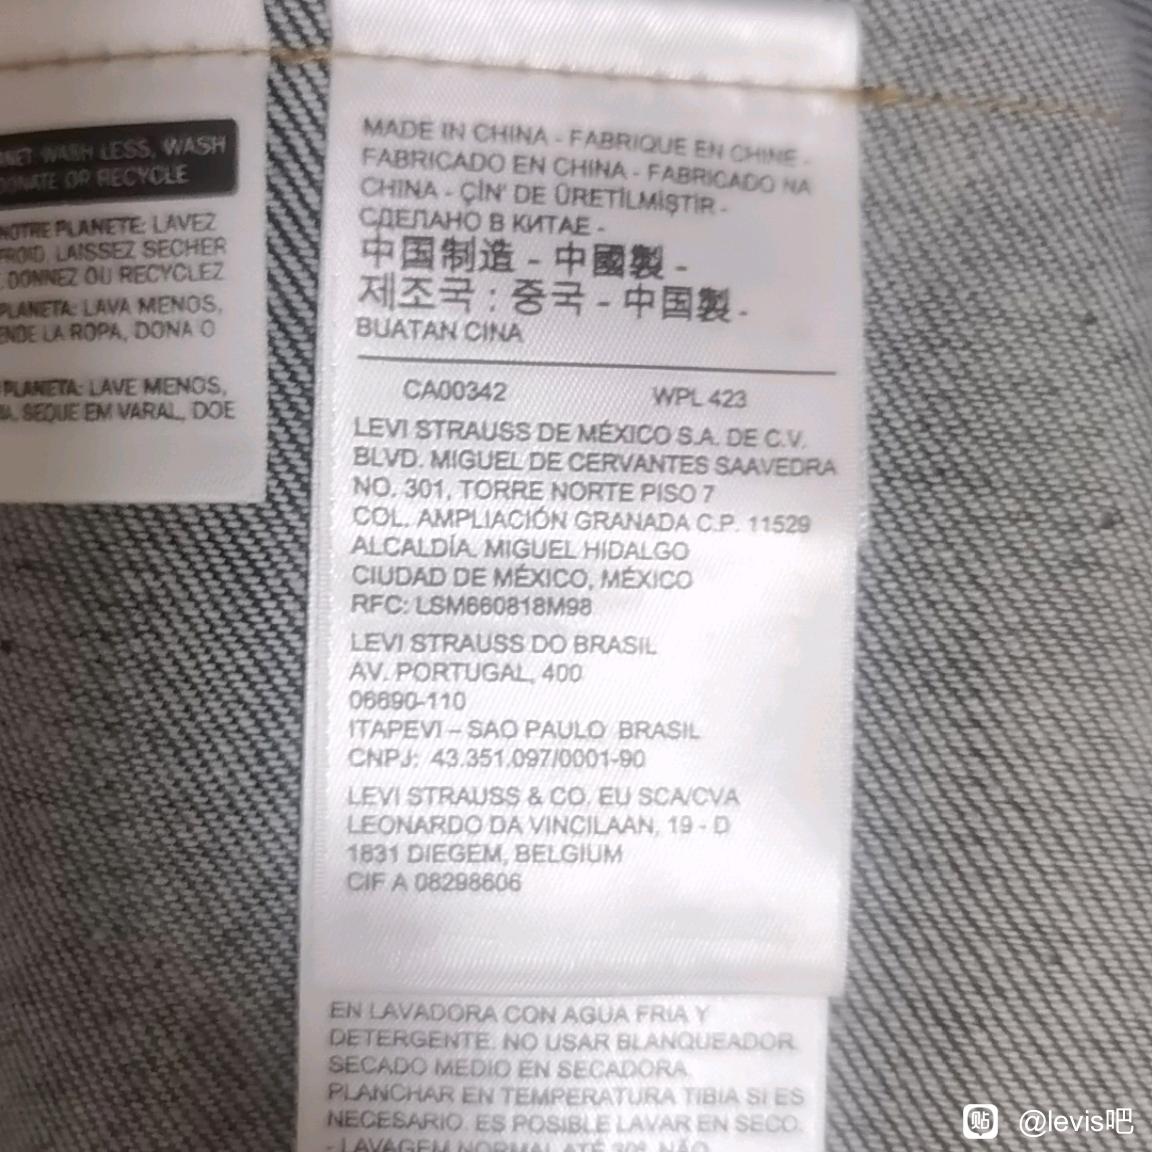 WASH LESS, WASH
DONATE OR RECYCLE
NOTRE PLANETE: LAVEZ
FROID, LAISSEZ SECHER
DONNEZ OU RECYCLEZ
PLANETA: LAVA MENOS,
LA ROPA, DONA O
PLANETA: LAVE MENOS,
SEQUE EM VARAL, DOE
MADE IN CHINA - FABRIQUE EN CHINE -
FABRICADO EN CHINA - FABRICADO NA
CHINA - ÇİN' DE ÜRETİLMİŞTİR -
СДЕЛАНО В КИТАЕ -
中国制造 - 中國製 -
제조국 : 중국 - 中国製 -
BUATAN CINA
CA00342 WPL 423
LEVI STRAUSS DE MÉXICO S.A. DE C.V.
BLVD. MIGUEL DE CERVANTES SAAVEDRA
NO. 301, TORRE NORTE PISO 7
COL. AMPLIACIÓN GRANADA C.P. 11529
ALCALDÍA. MIGUEL HIDALGO
CIUDAD DE MÉXICO, MÉXICO
RFC: LSM660818M98
LEVI STRAUSS DO BRASIL
AV. PORTUGAL, 400
06690-110
ITAPEVI – SAO PAULO BRASIL
CNPJ: 43.351.097/0001-90
LEVI STRAUSS & CO. EU SCA/CVA
LEONARDO DA VINCILAAN, 19 - D
1831 DIEGEM, BELGIUM
CIF A 08298606
EN LAVADORA CON AGUA FRIA Y
DETERGENTE. NO USAR BLANQUEADOR.
SECADO MEDIO EN SECADORA.
PLANCHAR EN TEMPERATURA TIBIA SI ES
NECESARIO. ES POSIBLE LAVAR EN SECO.
- LAVAGEM NORMAL ATÉ 30°. NÃO
贴 @levis吧